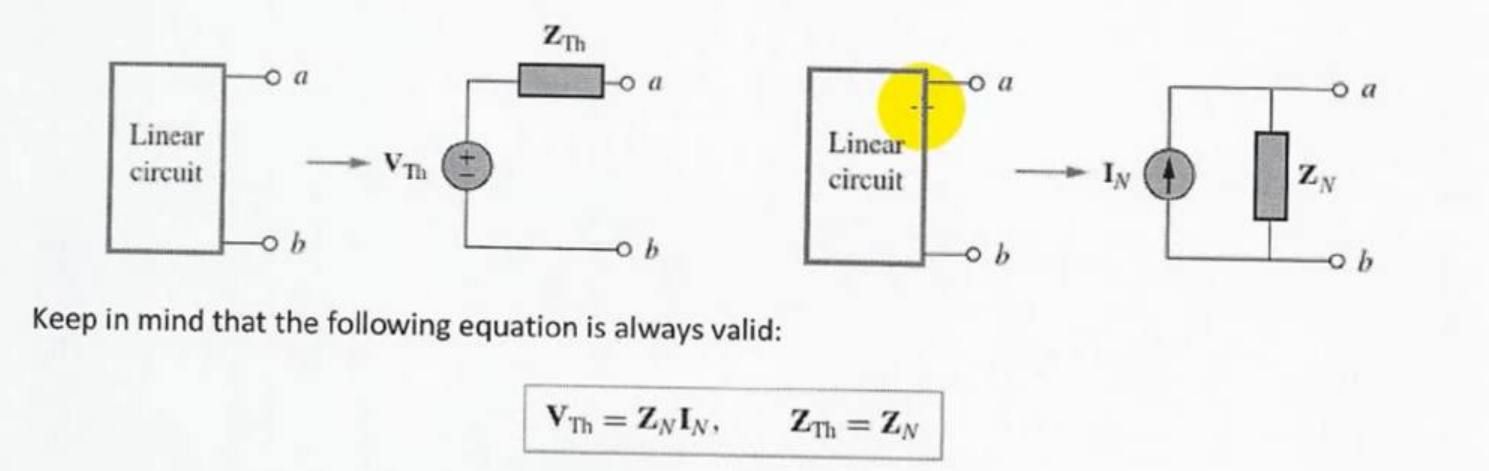 Z_Th
a
a
a
a
Linear
circuit
V_Th
+
−
Linear
circuit
I_N
Z_N
b
b
b
b
Keep in mind that the following equation is always valid:
V_Th = Z_N I_N,    Z_Th = Z_N